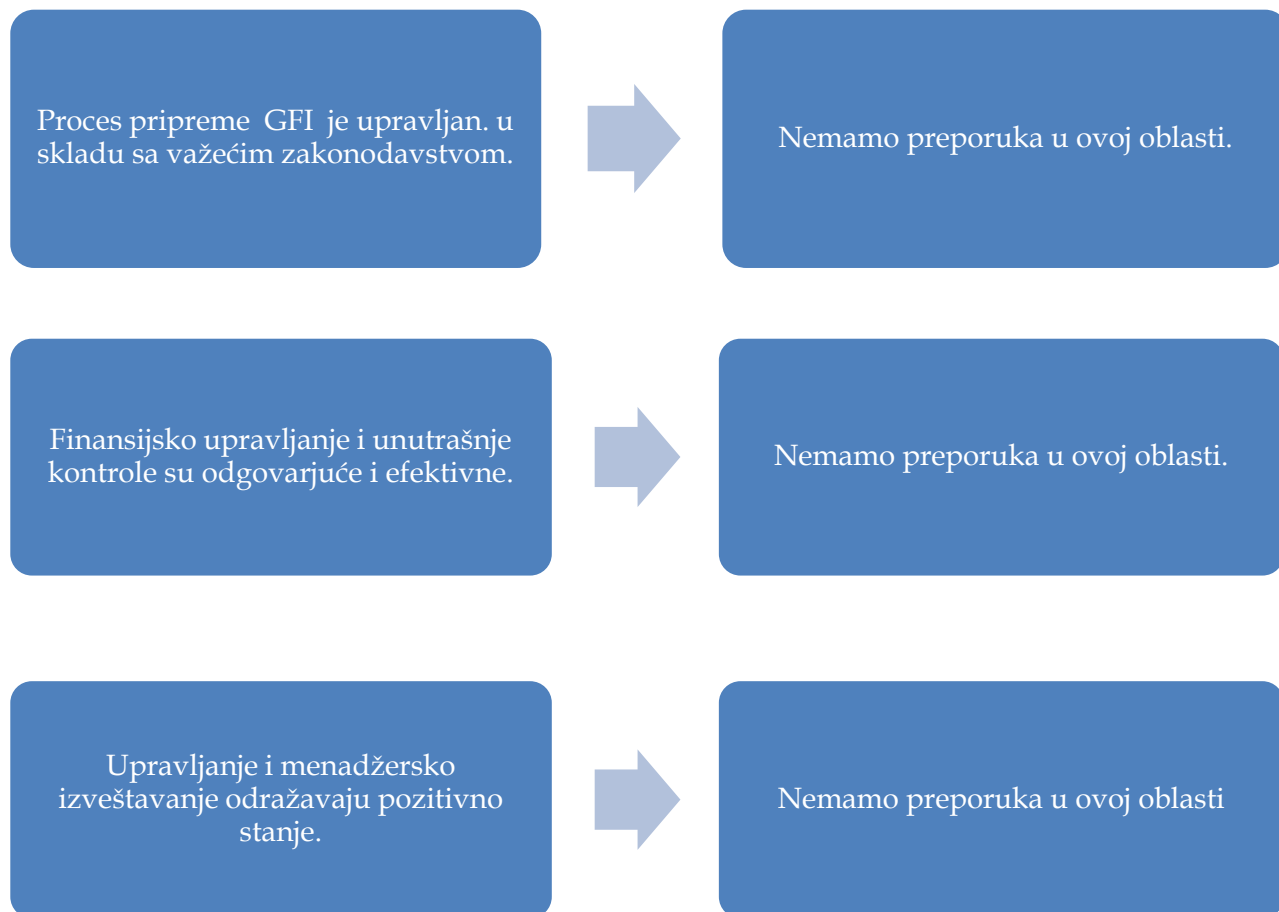 Proces pripreme  GFI  je upravljan. u
skladu sa važećim zakonodavstvom.
Nemamo preporuka u ovoj oblasti.
Finansijsko upravljanje i unutrašnje
kontrole su odgovarjuće i efektivne.
Nemamo preporuka u ovoj oblasti.
Upravljanje i menadžersko
izveštavanje odražavaju pozitivno
stanje.
Nemamo preporuka u ovoj oblasti